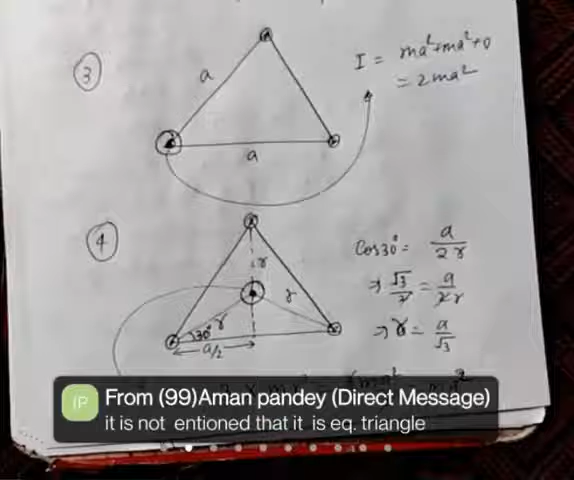 ③
a
a
I = ma²+ma²+0
= 2ma²
④
r
r
r
30°
a/2
Cos30° = a/2r
⇒ √3/2 = a/2r
⇒ r = a/√3
IP
From (99)Aman pandey (Direct Message)
it is not entioned that it is eq. triangle